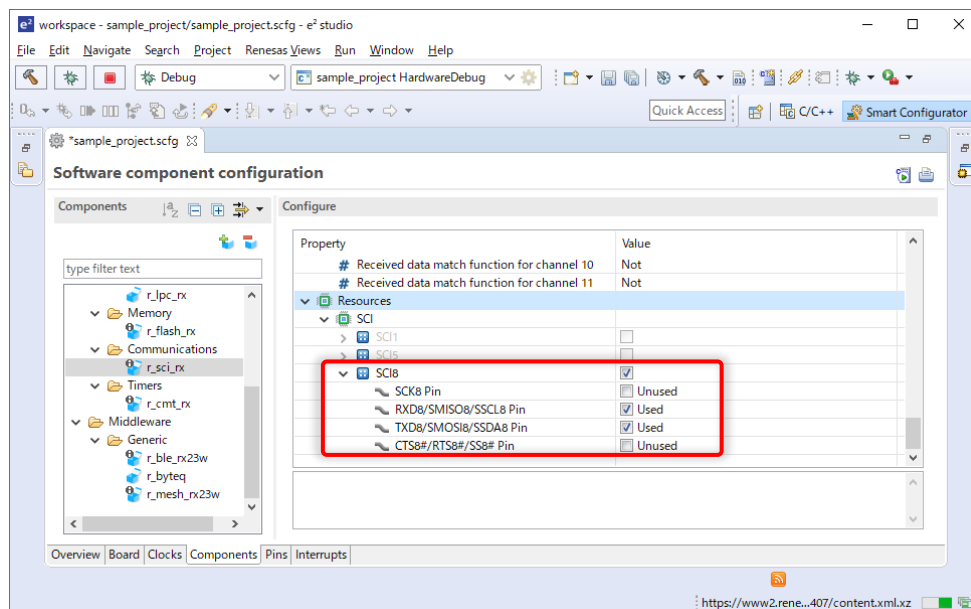 workspace - sample_project/sample_project.scfg - e² studio
File Edit Navigate Search Project Renesas Views Run Window Help
Debug
sample_project HardwareDebug
Quick Access
C/C++
Smart Configurator
*sample_project.scfg
Software component configuration
Components
Configure
type filter text
r_lpc_rx
Memory
r_flash_rx
Communications
r_sci_rx
Timers
r_cmt_rx
Middleware
Generic
r_ble_rx23w
r_byteq
r_mesh_rx23w
Property Value
# Received data match function for channel 10 Not
# Received data match function for channel 11 Not
Resources
SCI
SCI1
SCI5
SCI8
SCK8 Pin Unused
RXD8/SMISO8/SSCL8 Pin Used
TXD8/SMOSI8/SSDA8 Pin Used
CTS8#/RTS8#/SS8# Pin Unused
Overview Board Clocks Components Pins Interrupts
https://www2.rene...407/content.xml.xz